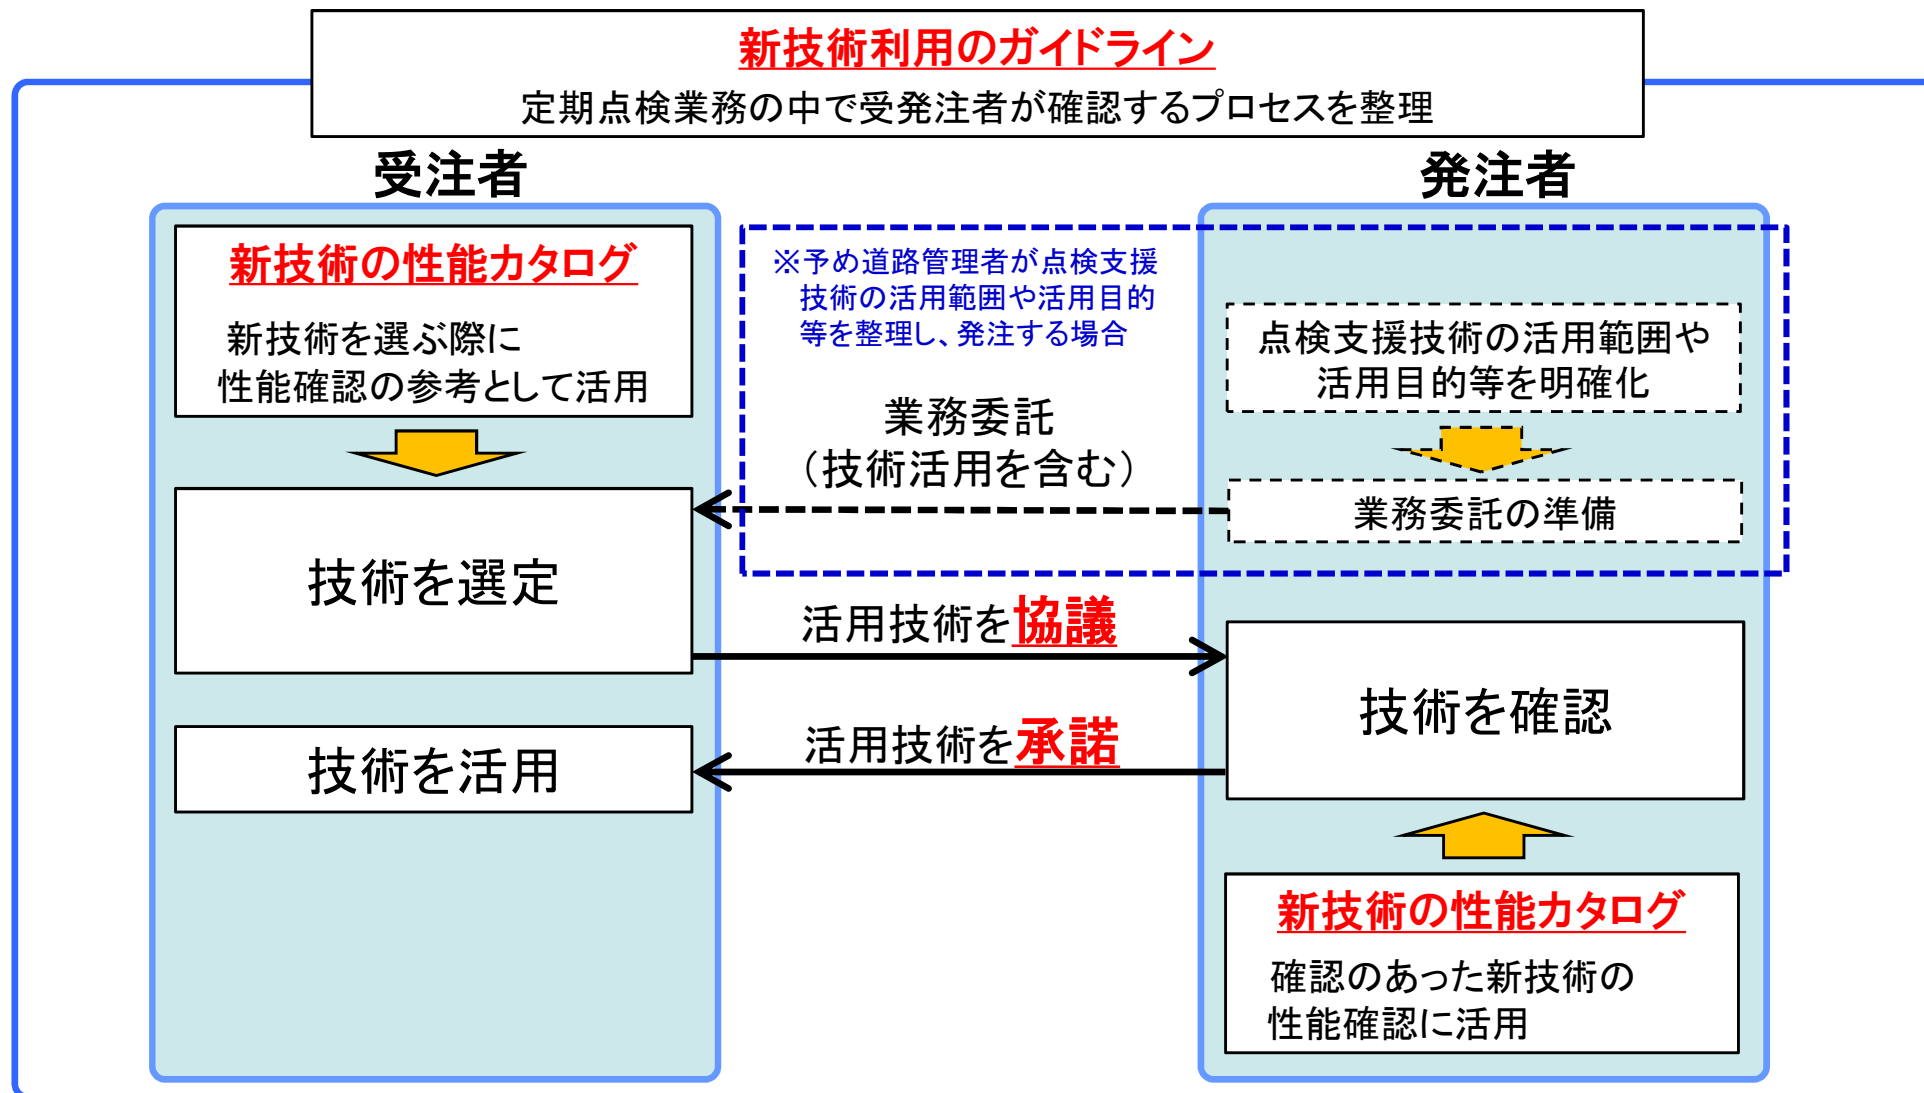 新技術利用のガイドライン
定期点検業務の中で受発注者が確認するプロセスを整理
受注者
新技術の性能カタログ
新技術を選ぶ際に
性能確認の参考として活用
技術を選定
技術を活用
※予め道路管理者が点検支援
技術の活用範囲や活用目的
等を整理し、発注する場合
業務委託
（技術活用を含む）
活用技術を協議
活用技術を承諾
発注者
点検支援技術の活用範囲や
活用目的等を明確化
業務委託の準備
技術を確認
新技術の性能カタログ
確認のあった新技術の
性能確認に活用